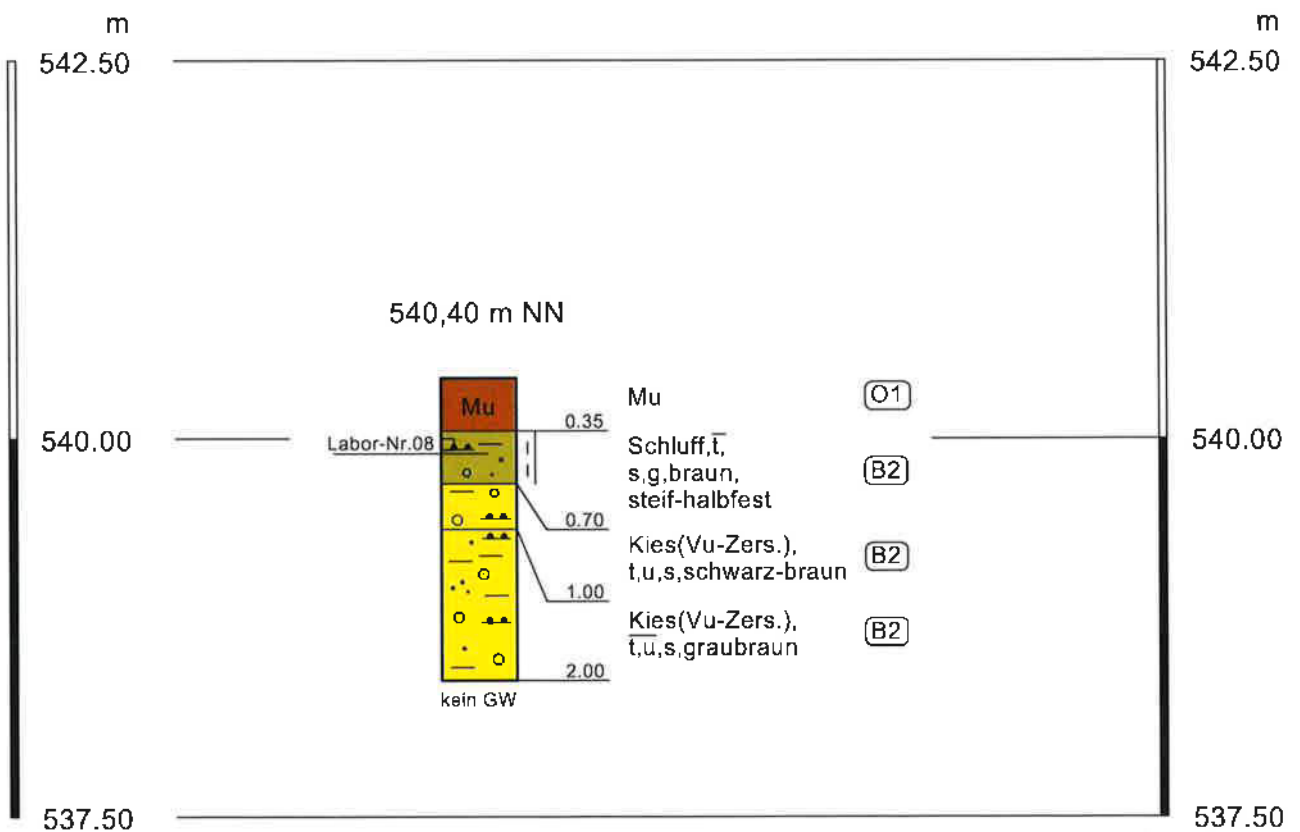 m
m
542.50
542.50
540,40 m NN
Mu
Mu
O1
0.35
540.00
Labor-Nr.08
Schluff,t̅,
s,g,braun,
steif-halbfest
B2
540.00
0.70
Kies(Vu-Zers.),
t,u,s,schwarz-braun
B2
1.00
Kies(Vu-Zers.),
t̅,u̅,s,graubraun
B2
2.00
kein GW
537.50
537.50